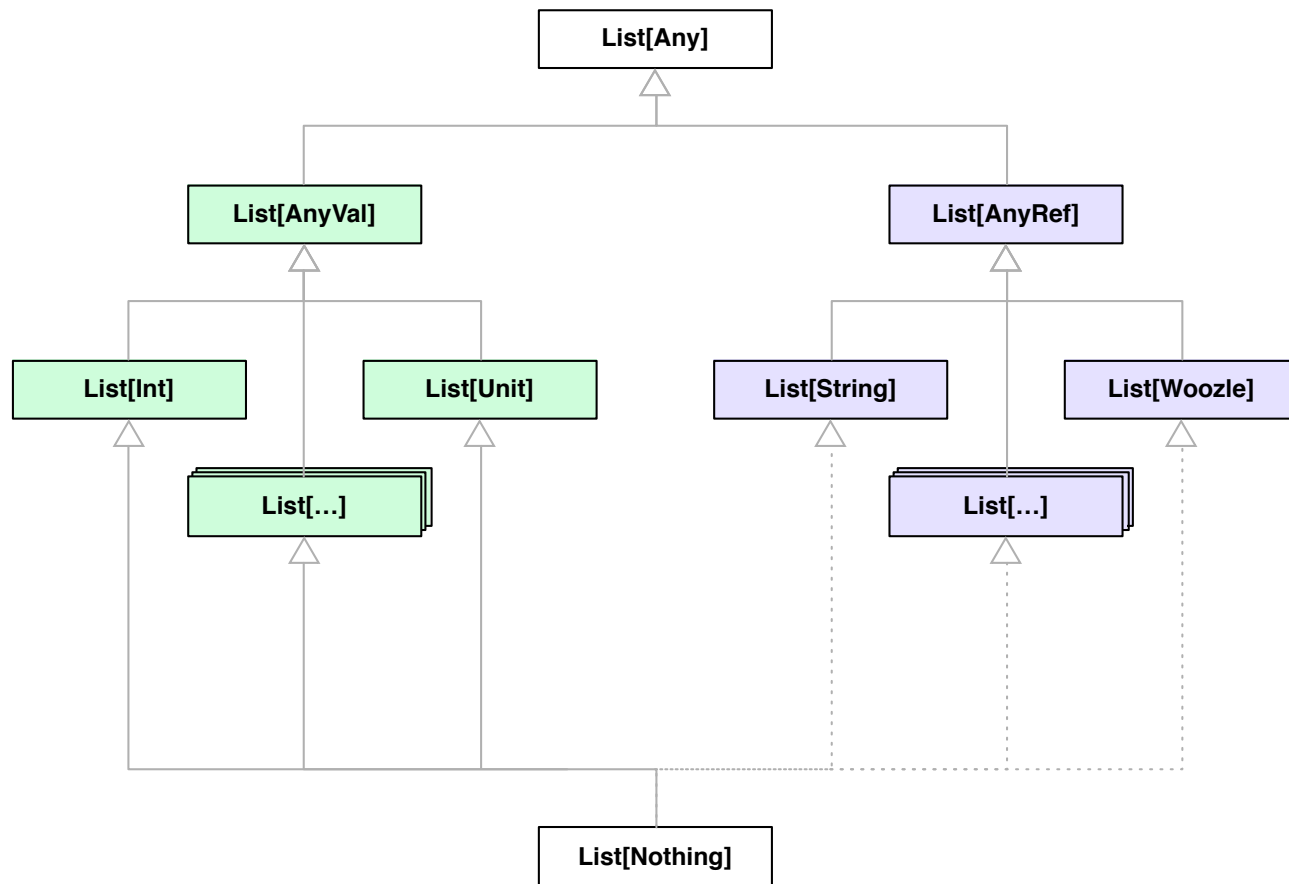 List[Any]
List[AnyVal]
List[AnyRef]
List[Int]
List[Unit]
List[String]
List[Woozle]
List[…]
List[…]
List[Nothing]